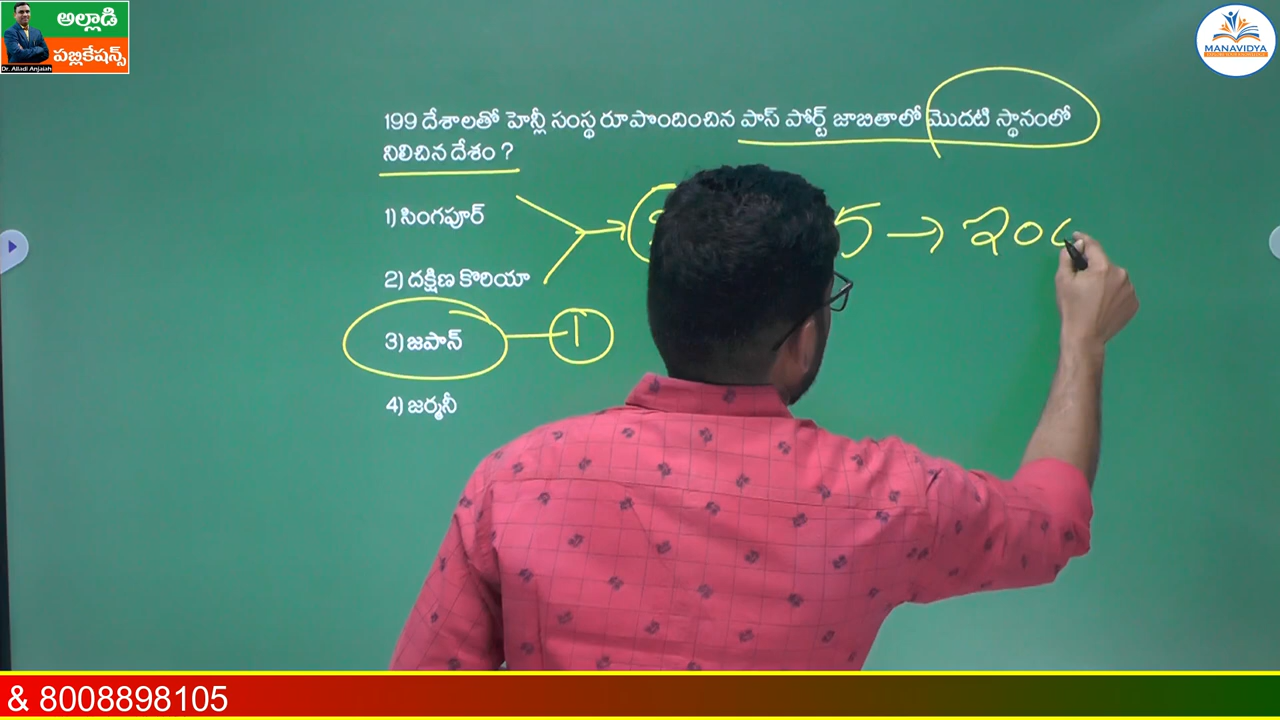 అల్లాడి
పబ్లికేషన్స్
Dr. Alladi Anjaiah
MANAVIDYA
199 దేశాలతో హెన్లీ సంస్థ రూపొందించిన పాస్ పోర్ట్ జాబితాలో మొదటి స్థానంలో
నిలిచిన దేశం ?
1) సింగపూర్
5 → 20
2) దక్షిణ కొరియా
3) జపాన్ 1
4) జర్మనీ
& 8008898105